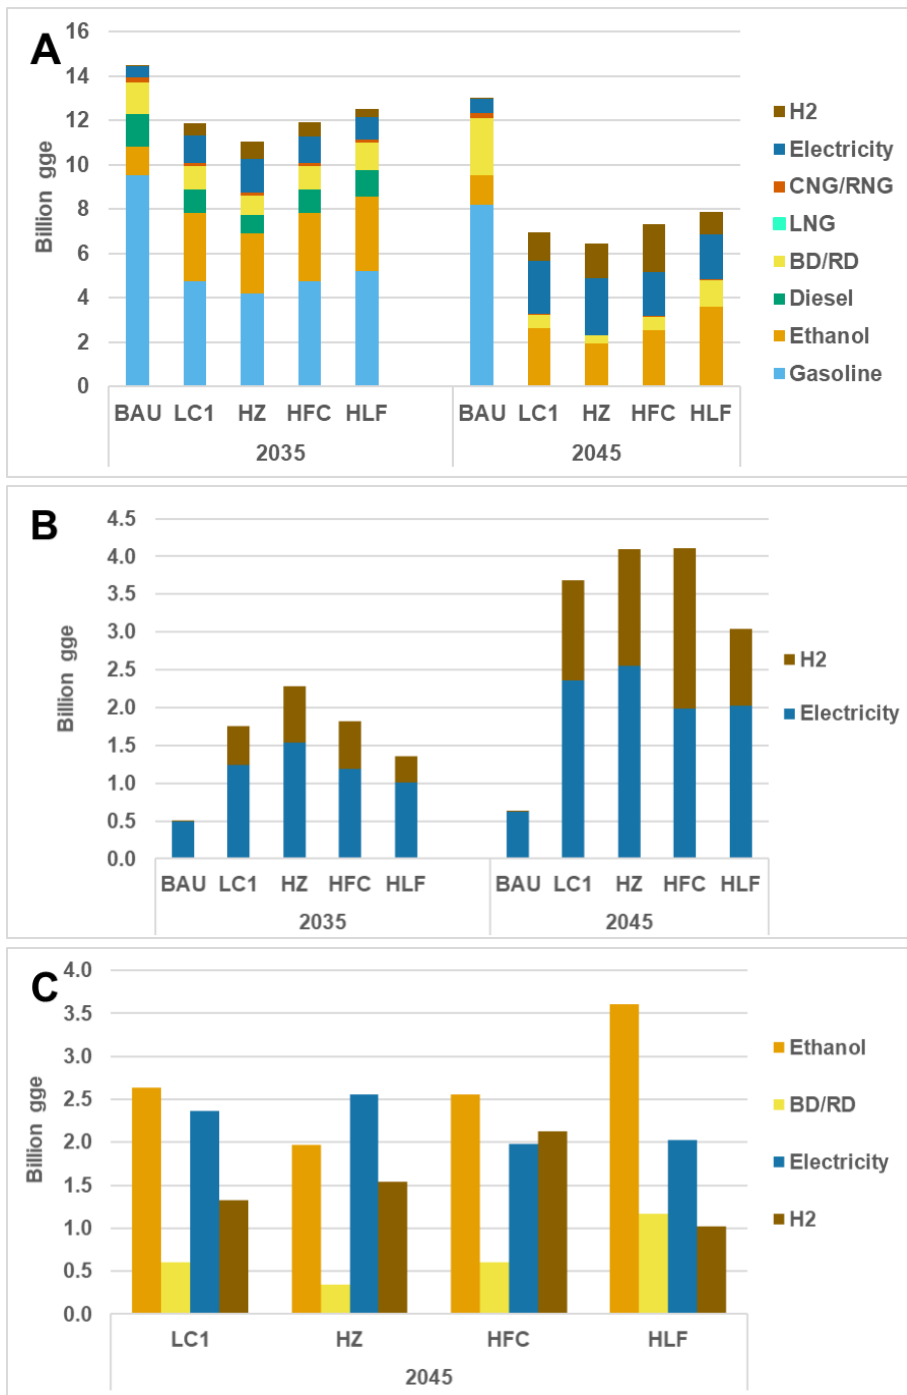 A
Billion gge
16
14
12
10
8
6
4
2
0
BAU LC1 HZ HFC HLF BAU LC1 HZ HFC HLF
2035 2045
H2
Electricity
CNG/RNG
LNG
BD/RD
Diesel
Ethanol
Gasoline
B
Billion gge
4.5
4.0
3.5
3.0
2.5
2.0
1.5
1.0
0.5
0.0
BAU LC1 HZ HFC HLF BAU LC1 HZ HFC HLF
2035 2045
H2
Electricity
C
Billion gge
4.0
3.5
3.0
2.5
2.0
1.5
1.0
0.5
0.0
LC1 HZ HFC HLF
2045
Ethanol
BD/RD
Electricity
H2